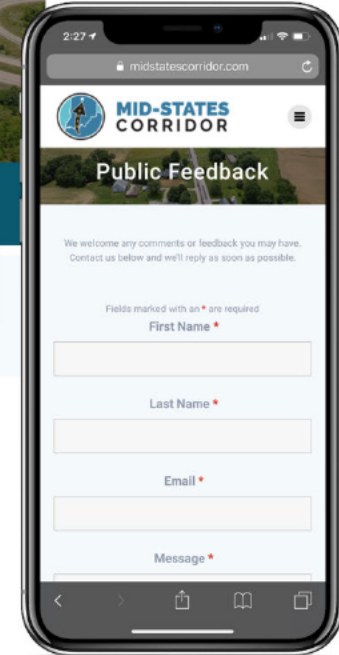 2:27
midstatescorridor.com
MID-STATES
CORRIDOR
Public Feedback
We welcome any comments or feedback you may have.
Contact us below and we'll reply as soon as possible.
Fields marked with an * are required
First Name *
Last Name *
Email *
Message *